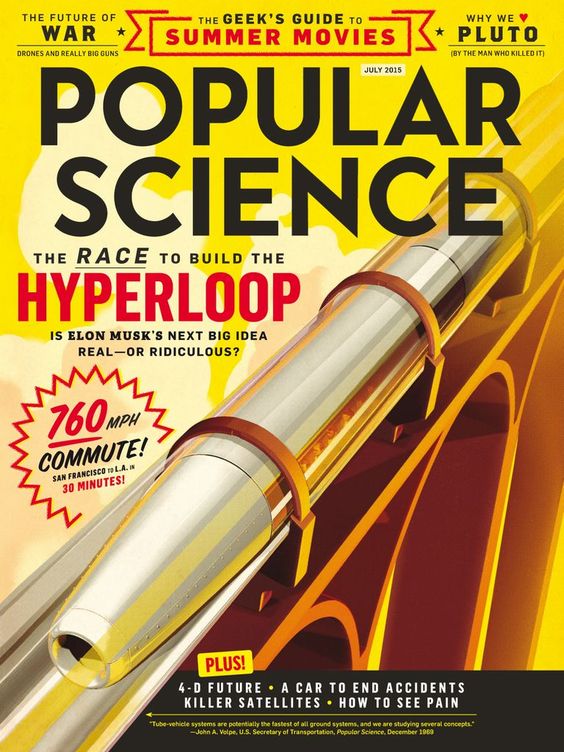 THE FUTURE OF
WAR
DRONES AND REALLY BIG GUNS
THE GEEK'S GUIDE TO
SUMMER MOVIES
WHY WE ♥
PLUTO
(BY THE MAN WHO KILLED IT)
JULY 2015
POPULAR
SCIENCE
THE RACE TO BUILD THE
HYPERLOOP
IS ELON MUSK'S NEXT BIG IDEA
REAL—OR RIDICULOUS?
760 MPH
COMMUTE!
SAN FRANCISCO TO L.A. IN
30 MINUTES!
PLUS!
4-D FUTURE • A CAR TO END ACCIDENTS
KILLER SATELLITES • HOW TO SEE PAIN
"Tube-vehicle systems are potentially the fastest of all ground systems, and we are studying several concepts."
—John A. Volpe, U.S. Secretary of Transportation, Popular Science, December 1969